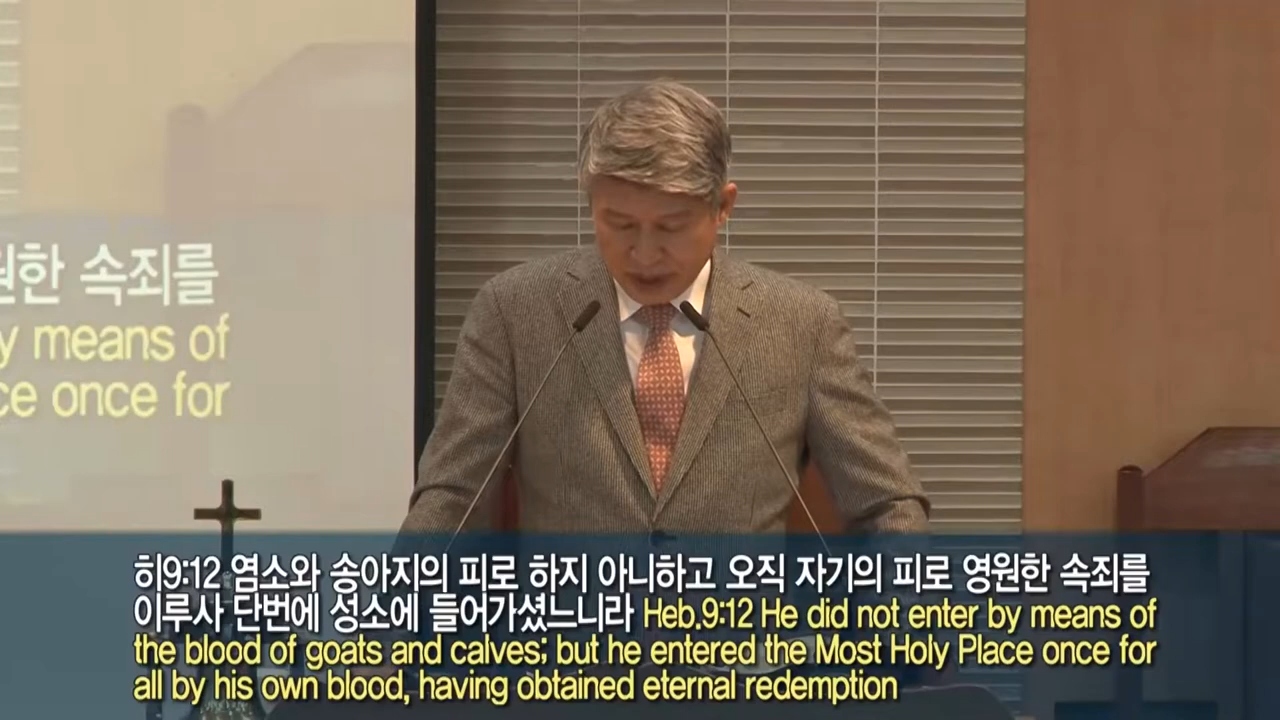 원한 속죄를
y means of
ce once for
히9:12 염소와 송아지의 피로 하지 아니하고 오직 자기의 피로 영원한 속죄를
이루사 단번에 성소에 들어가셨느니라 Heb.9:12 He did not enter by means of
the blood of goats and calves; but he entered the Most Holy Place once for
all by his own blood, having obtained eternal redemption